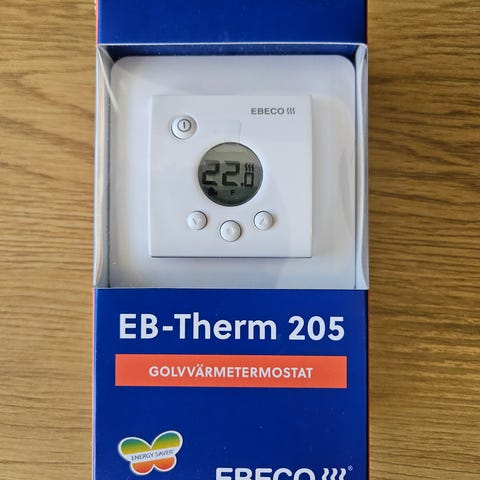 EBECO
22.0
F
EB-Therm 205
GOLVVÄRMETERMOSTAT
ENERGY SAVER
EBECO®